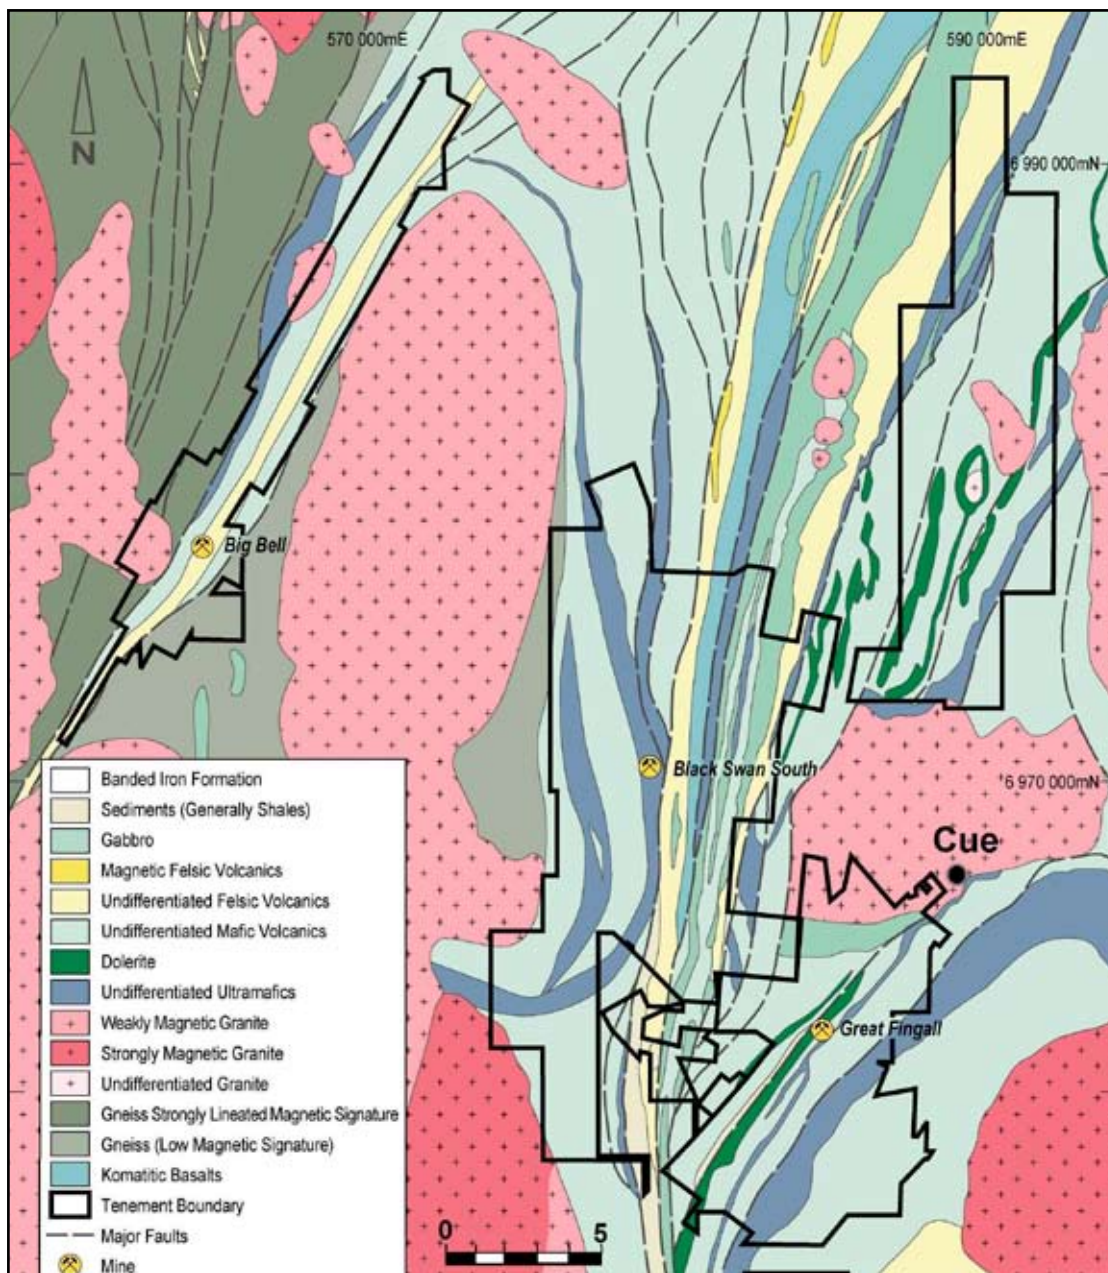 570 000mE
590 000mE
N
6 990 000mN
Big Bell
Black Swan South
6 970 000mN
Cue
Great Fingall
Banded Iron Formation
Sediments (Generally Shales)
Gabbro
Magnetic Felsic Volcanics
Undifferentiated Felsic Volcanics
Undifferentiated Mafic Volcanics
Dolerite
Undifferentiated Ultramafics
Weakly Magnetic Granite
Strongly Magnetic Granite
Undifferentiated Granite
Gneiss Strongly Lineated Magnetic Signature
Gneiss (Low Magnetic Signature)
Komatitic Basalts
Tenement Boundary
Major Faults
Mine
0 5